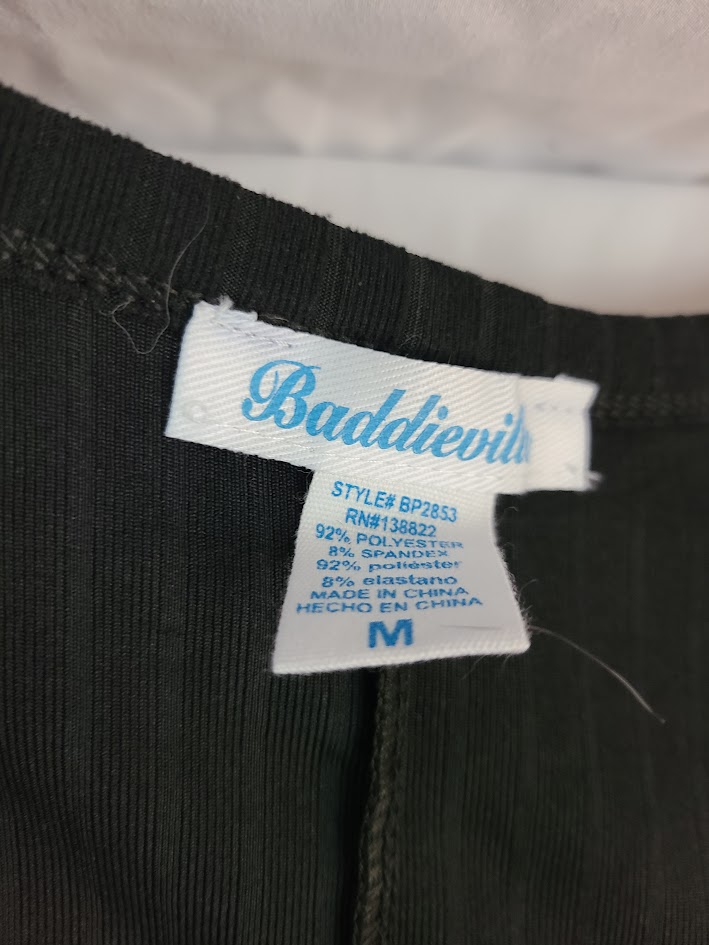 Baddievill
STYLE# BP2853
RN#138822
92% POLYESTER
8% SPANDEX
92% poliéster
8% elastano
MADE IN CHINA
HECHO EN CHINA
M